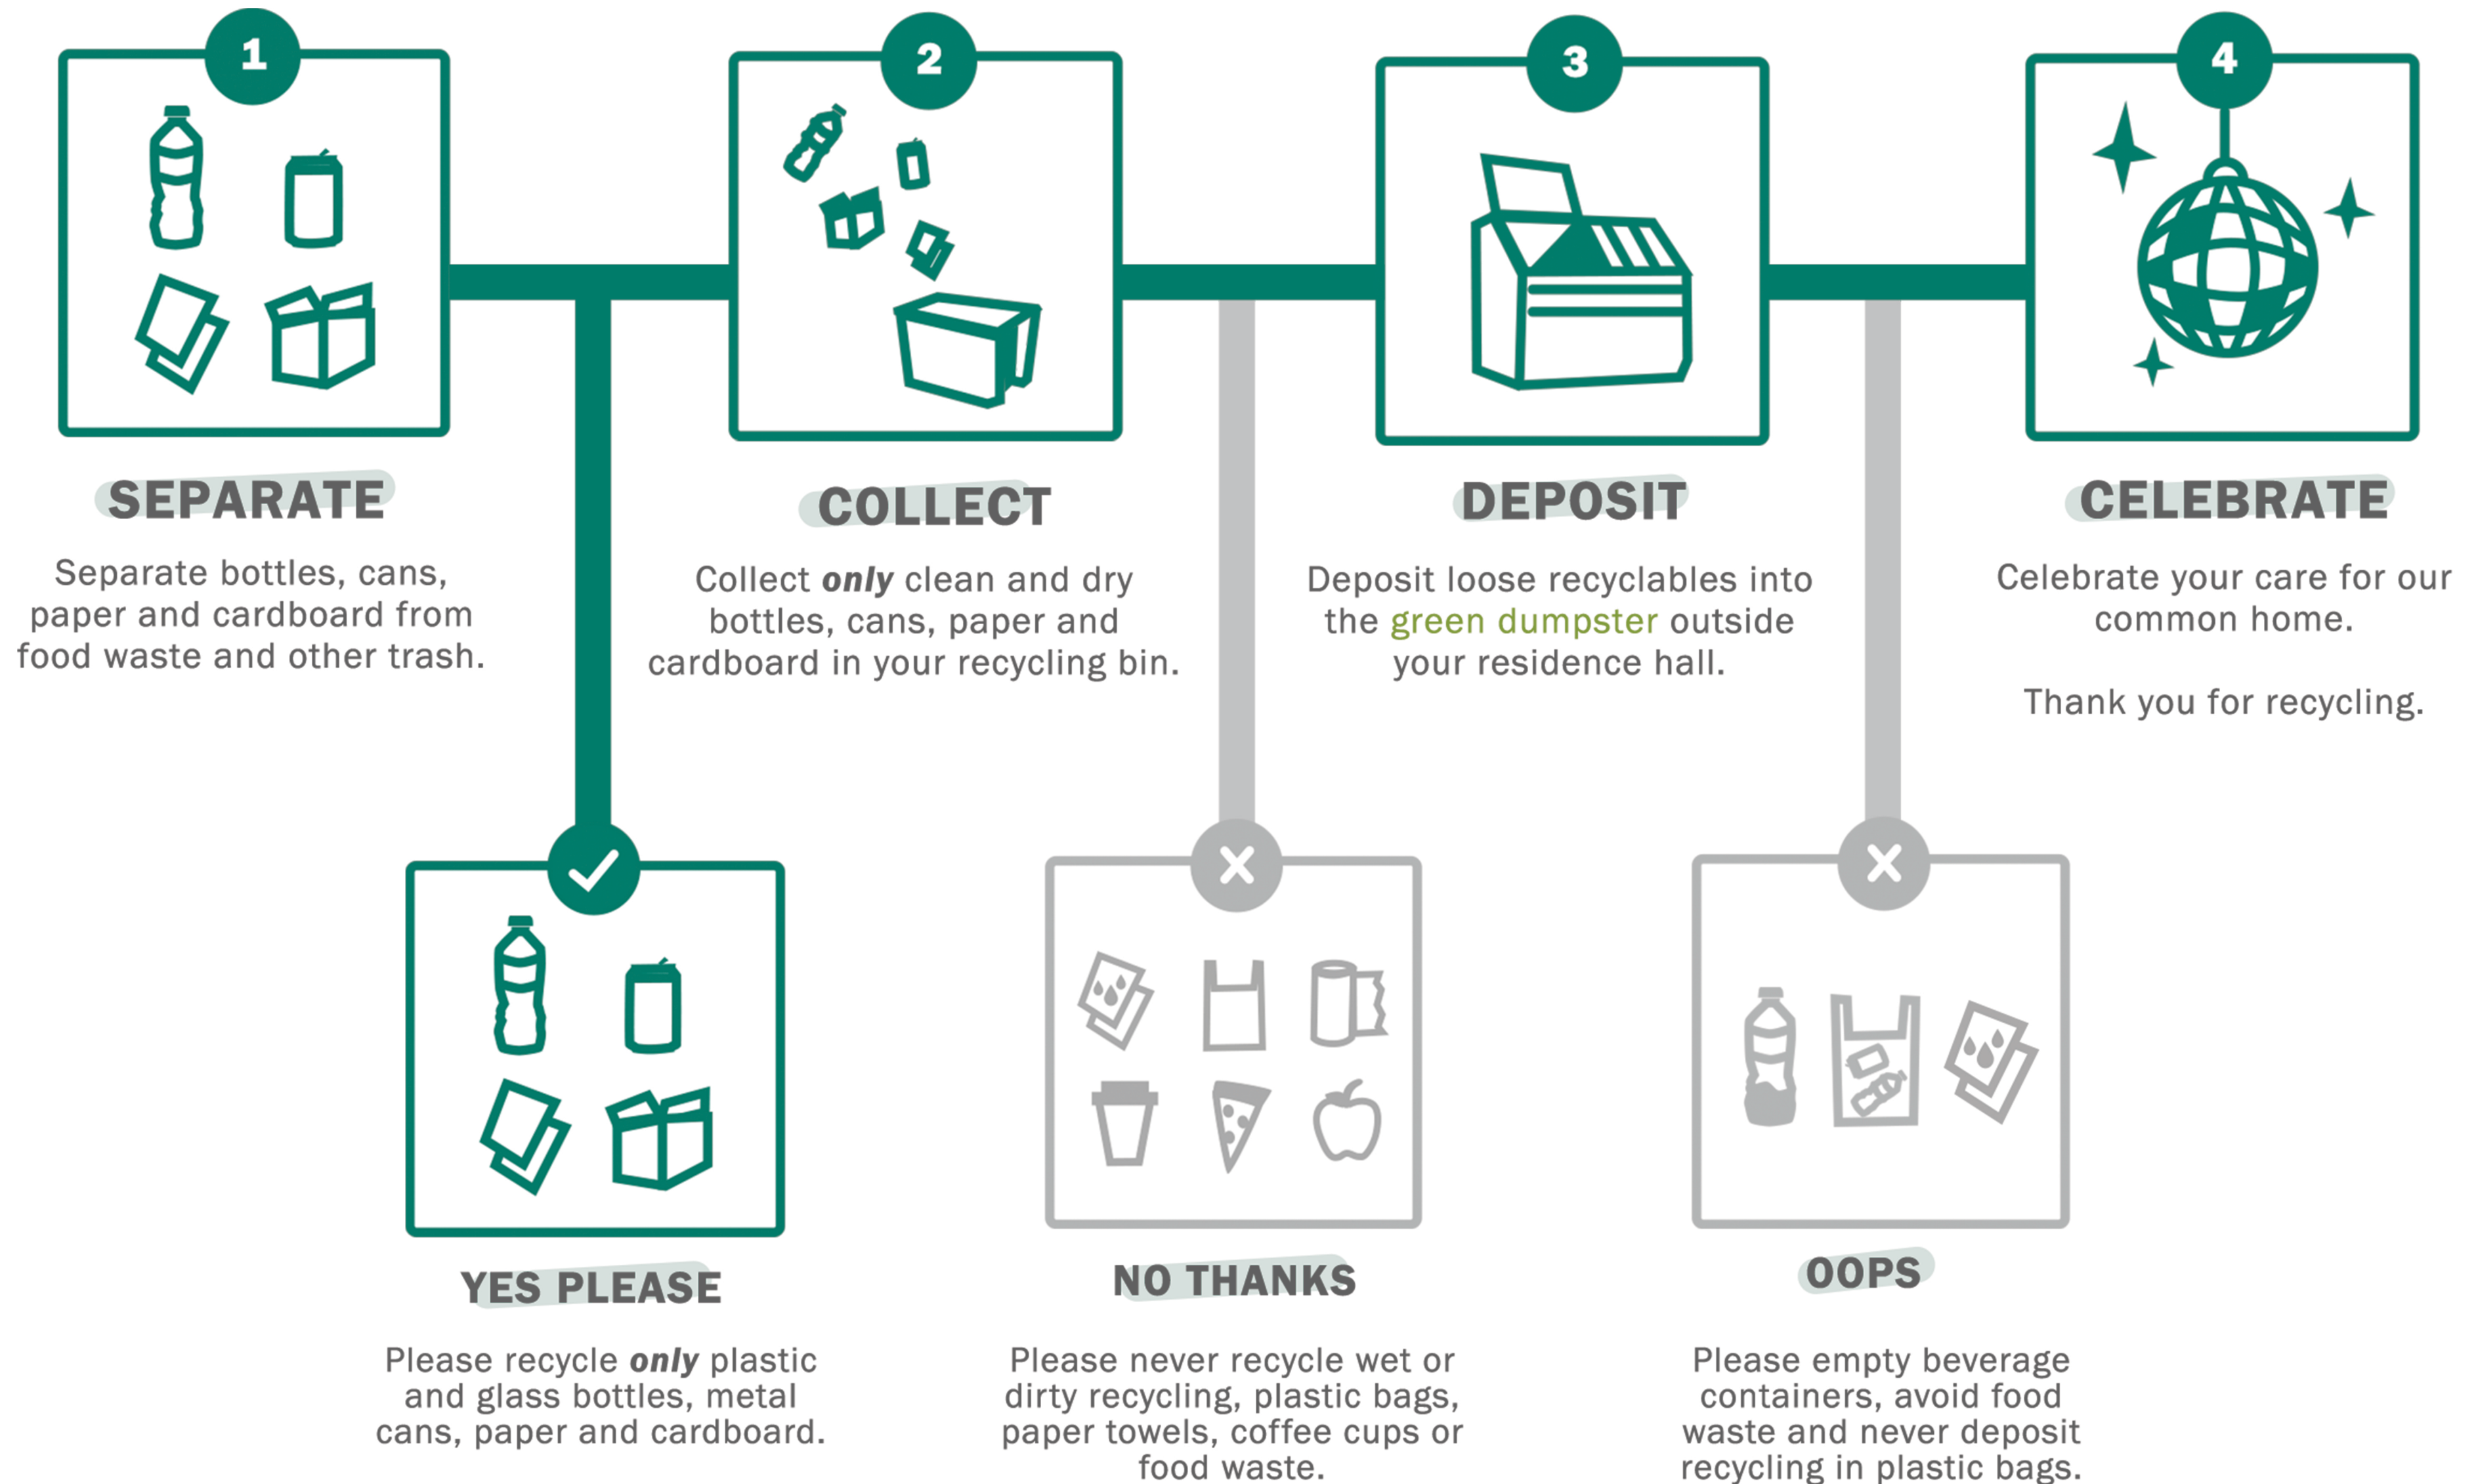 1
2
3
4
SEPARATE
Separate bottles, cans,
paper and cardboard from
food waste and other trash.
COLLECT
Collect only clean and dry
bottles, cans, paper and
cardboard in your recycling bin.
DEPOSIT
Deposit loose recyclables into
the green dumpster outside
your residence hall.
CELEBRATE
Celebrate your care for our
common home.
Thank you for recycling.
YES PLEASE
Please recycle only plastic
and glass bottles, metal
cans, paper and cardboard.
NO THANKS
Please never recycle wet or
dirty recycling, plastic bags,
paper towels, coffee cups or
food waste.
OOPS
Please empty beverage
containers, avoid food
waste and never deposit
recycling in plastic bags.